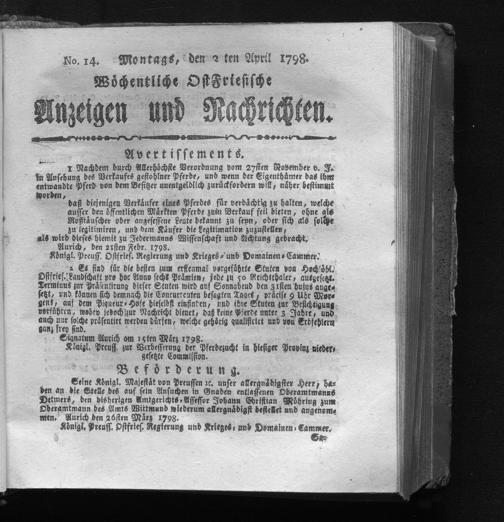 No. 14. Montags, den 2 ten April 1798.
Wöchentliche OstFriesische
Anzeigen und Nachrichten.
Avertissements.
1 Nachdem durch Allerhöchste Verordnung vom 27sten November v. J.
in Ansehung des Verkaufes gestohlner Pferde, und wenn der Eigenthümer das ihm
entwandte Pferd von dem Besitzer unentgeldlich zurückfordern will, näher bestimmt
worden,
daß diejenigen Verkäufer eines Pferdes für verdächtig zu halten, welche
ausser den öffentlichen Märkten Pferde zum Verkauf feil bieten, ohne als
Roßtäuscher oder angesessene Leute bekannt zu seyn, oder sich als solche
zu legitimiren, und dem Käufer die Legitimation zuzustellen,
als wird dieses hiemit zu Jedermanns Wissenschaft und Achtung gebracht.
Aurich, den 21sten Febr. 1798.
Königl. Preuss. Ostfries. Regierung und Krieges- und Domainen-Cammer.
2 Es sind für die besten zum erstenmal vorgeführte Stuten von Hochlöbl.
Ostfries. Landschaft pro hoc Anno sechs Prämien, jede zu 50 Reichsthaler, ausgesetzt.
Terminus zur Präsentirung dieser Stuten wird auf Sonnabend den 31sten hujus ange-
setzt, und können sich demnach die Concurrenten besagten Tages, präcise 9 Uhr Mor-
gens, auf dem Piqueur-Hofe hieselbst einfinden, und ihre Stuten zur Besichtigung
vorführen, wobey jedoch zur Nachricht dienet, daß keine Pferde unter 3 Jahre, und
auch nur solche präsentirt werden dürfen, welche gehörig qualificirt und von Erbfehlern
ganz frey sind.
Signatum Aurich am 15ten März 1798.
Königl. Preuß. zur Verbesserung der Pferdezucht in hiesiger Provinz nieder-
gesetzte Commission.
Beförderung.
Seine Königl. Majestät von Preussen ꝛc. unser allergnädigster Herr, ha-
ben an die Stelle des auf sein Ansuchen in Gnaden entlassenen Oberamtmanns
Detmers, den bisherigen Amtgerichts-Assessor Johann Christian Möhring zum
Oberamtmann des Amts Wittmund wiederum allergnädigst bestellet und angenom-
men. Aurich den 26sten März 1798.
Königl. Preuss. Ostfries. Regierung und Krieges- und Domainen-Cammer.